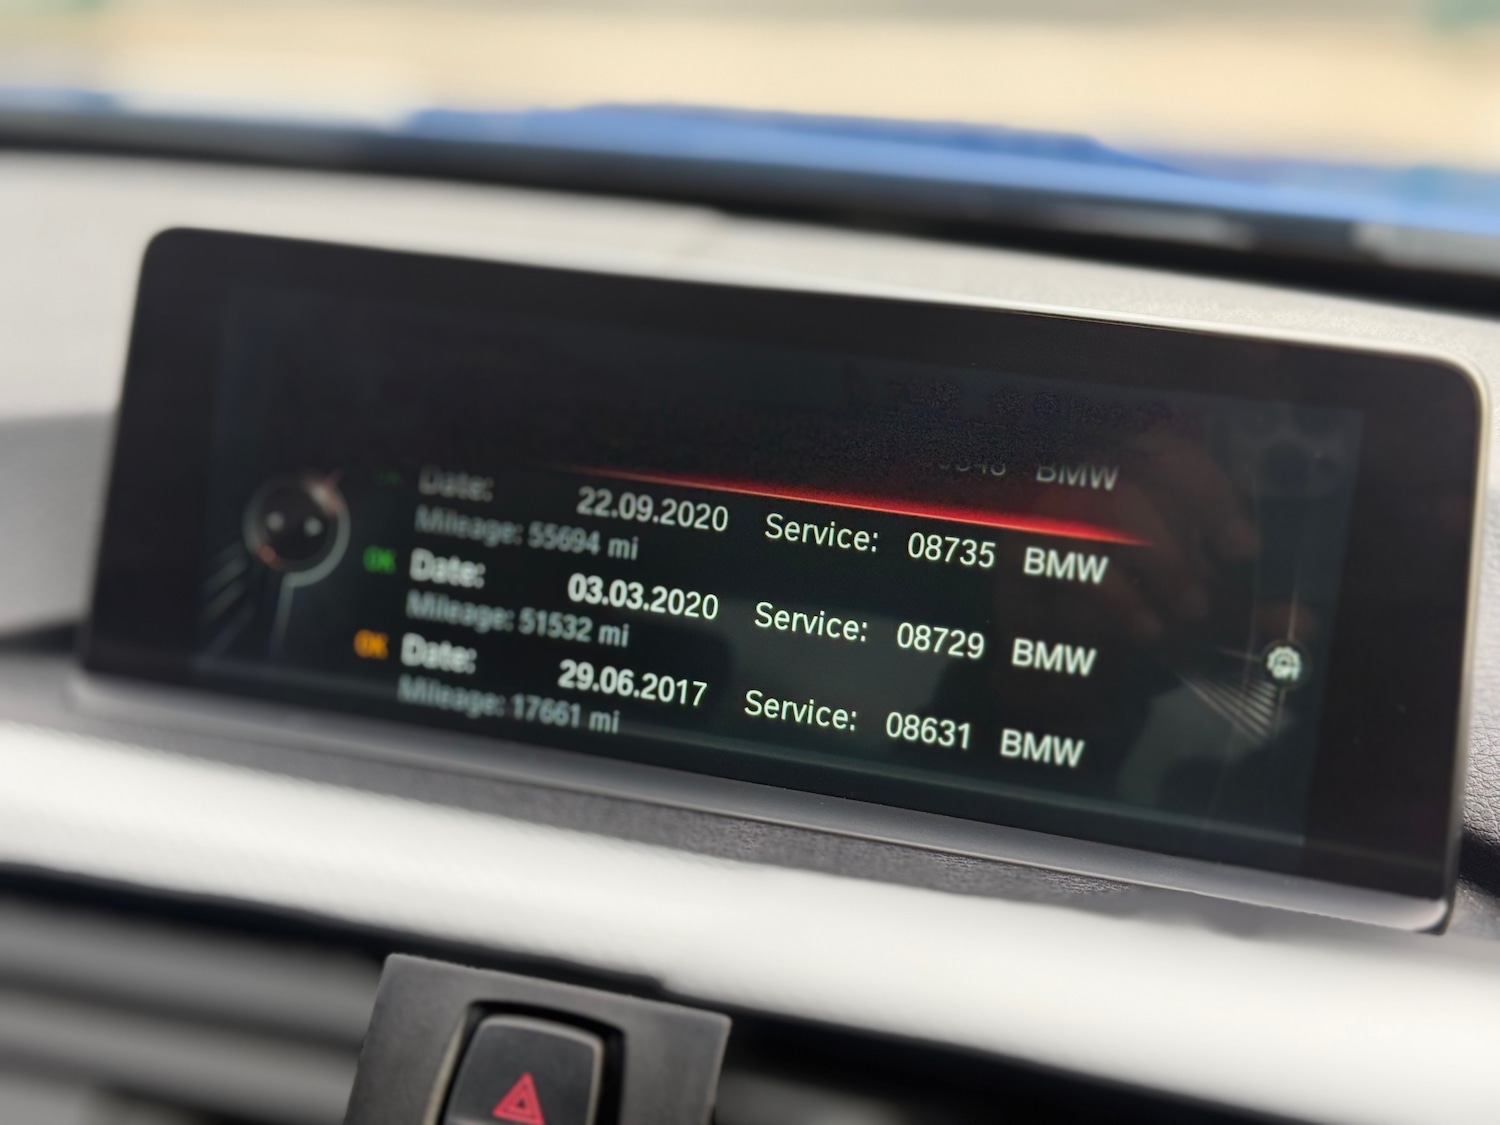 BMW
Date: 22.09.2020 Service: 08735 BMW
Mileage: 55694 mi
OK Date: 03.03.2020 Service: 08729 BMW
Mileage: 51532 mi
OK Date: 29.06.2017 Service: 08631 BMW
Mileage: 17661 mi